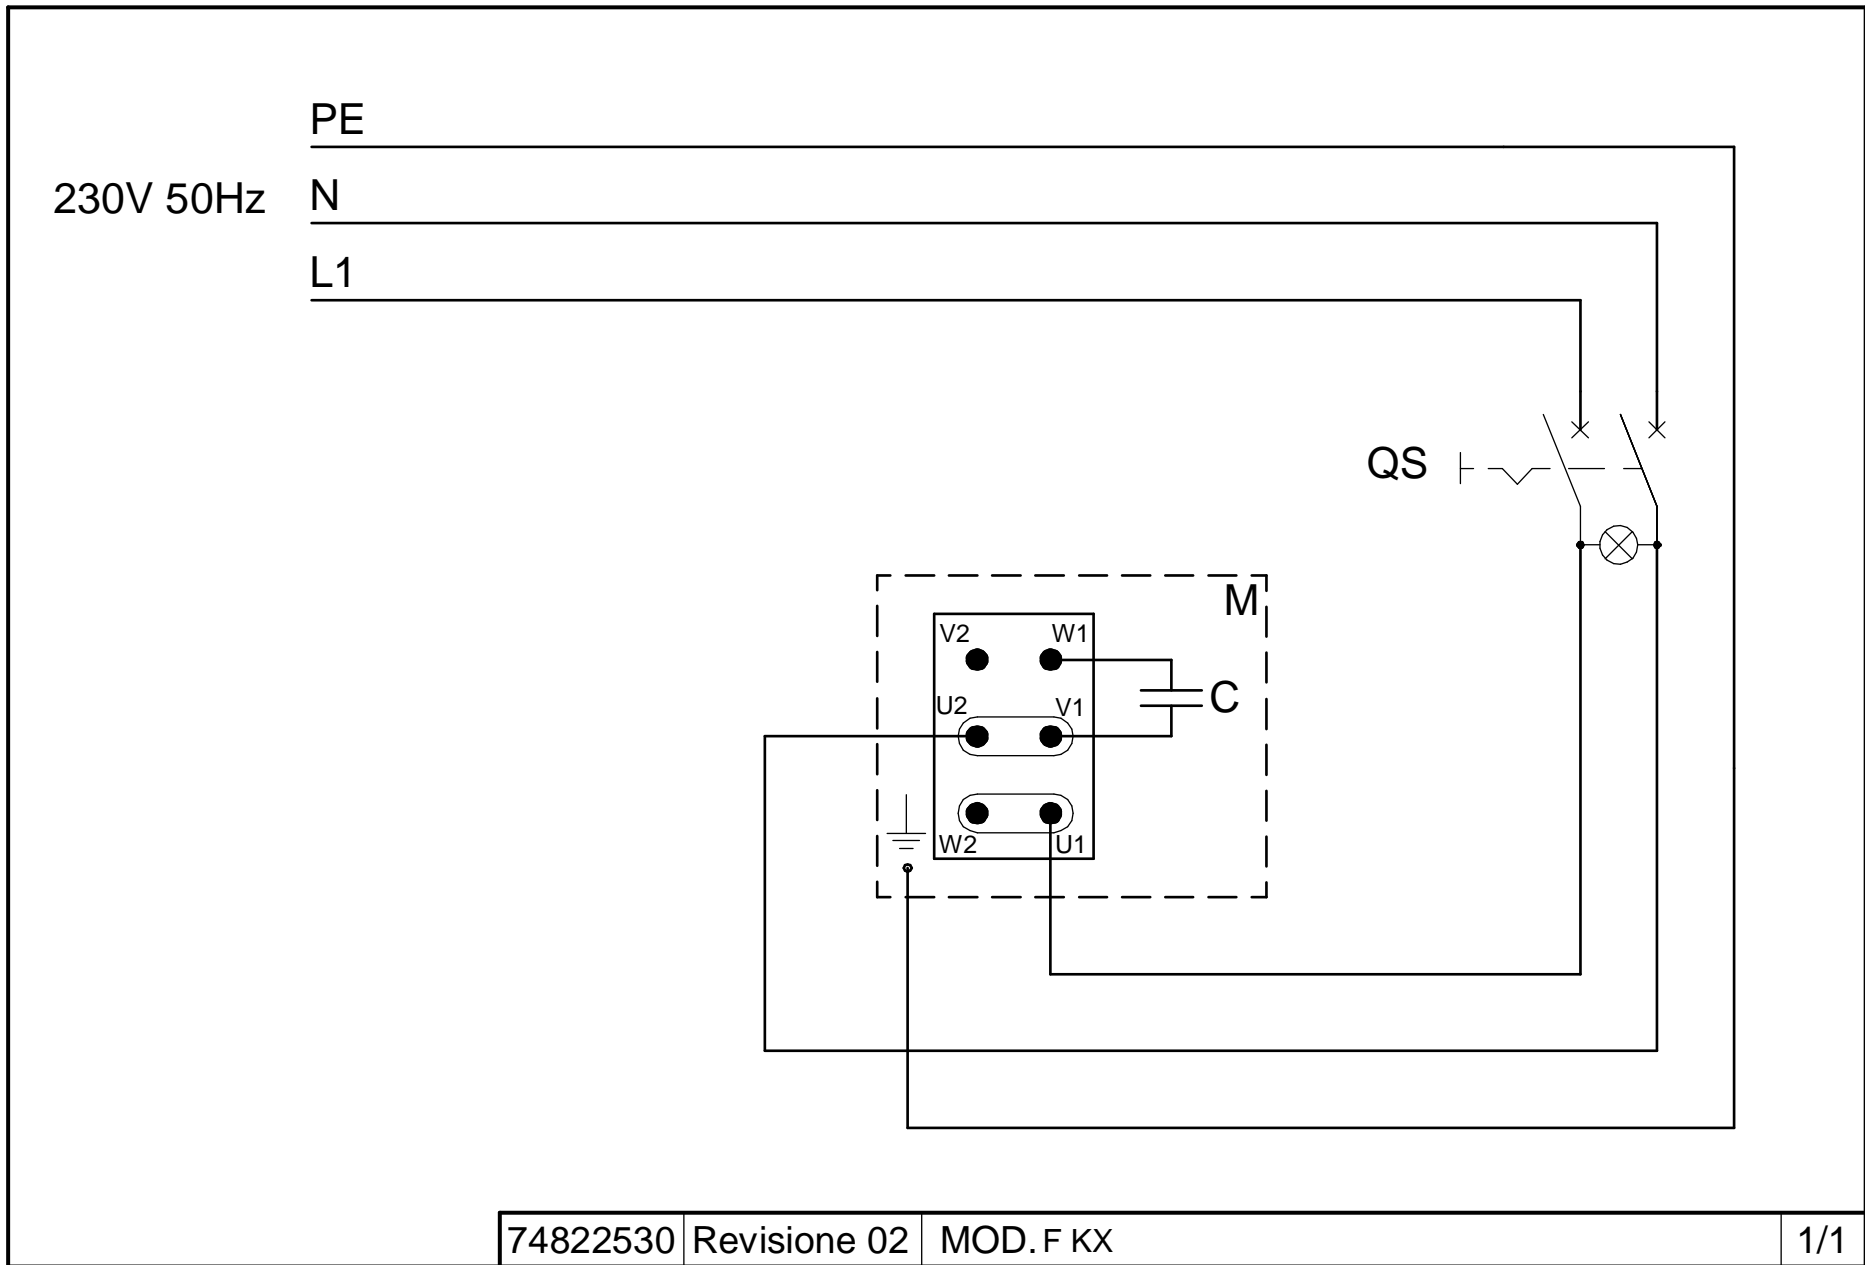 PE
230V 50Hz N
L1
QS
M
V2 W1
C
U2 V1
W2 U1
74822530 Revisione 02 MOD. F KX 1/1